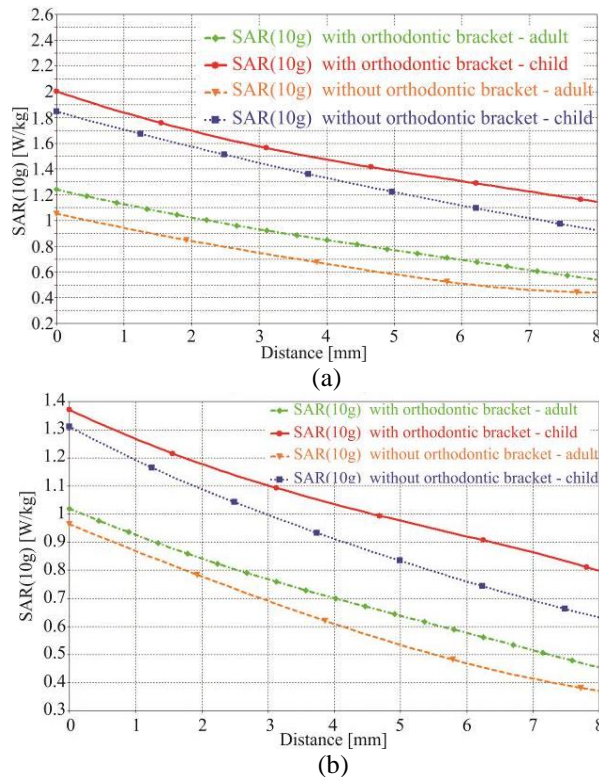 2.6
2.4
2.2
2
1.8
1.6
1.4
1.2
1
0.8
0.6
0.4
0.2
SAR(10g) [W/kg]
SAR(10g) with orthodontic bracket - adult
SAR(10g) with orthodontic bracket - child
SAR(10g) without orthodontic bracket - adult
SAR(10g) without orthodontic bracket - child
0 1 2 3 4 5 6 7 8
Distance [mm]
(a)
1.4
1.3
1.2
1.1
1
0.9
0.8
0.7
0.6
0.5
0.4
0.3
SAR(10g) [W/kg]
SAR(10g) with orthodontic bracket - adult
SAR(10g) with orthodontic bracket - child
SAR(10g) without orthodontic bracket - adult
SAR(10g) without orthodontic bracket - child
0 1 2 3 4 5 6 7 8
Distance [mm]
(b)